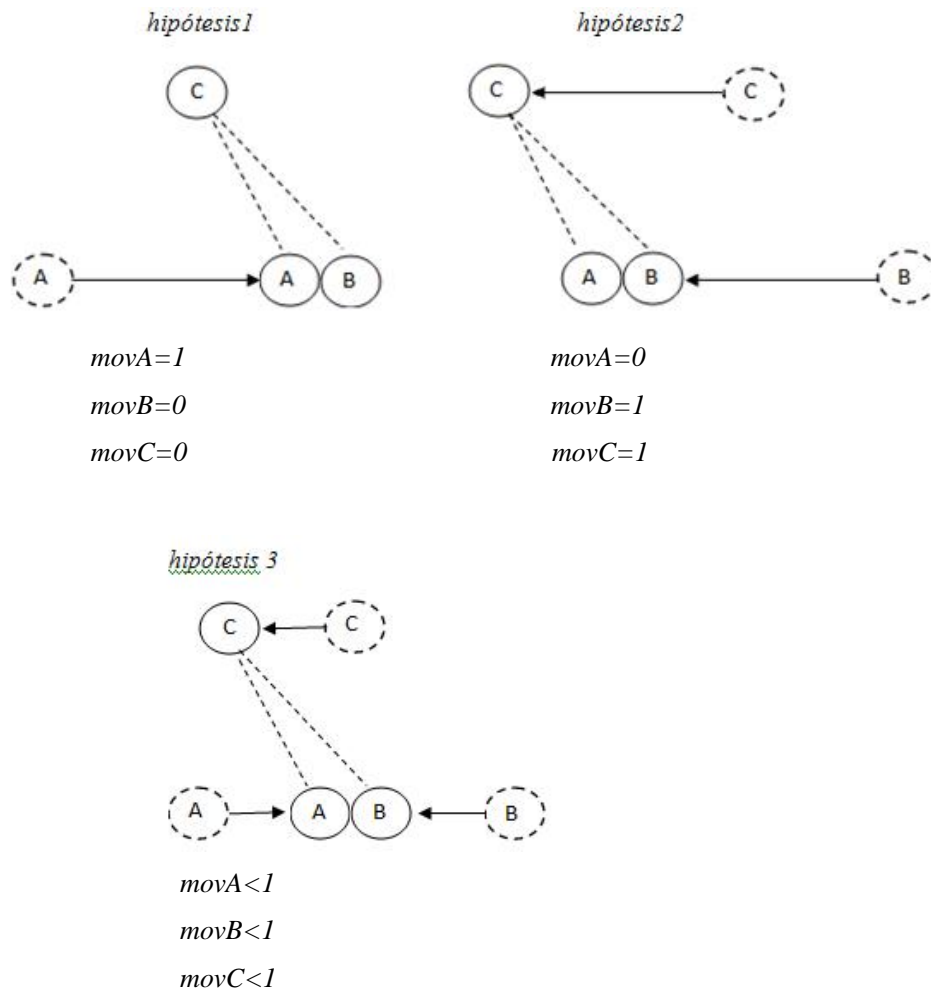 hipótesis1
hipótesis2
C
C
C
A
A
B
A
B
B
movA=1
movA=0
movB=0
movB=1
movC=0
movC=1
hipótesis 3
C
C
A
A
B
B
movA<1
movB<1
movC<1